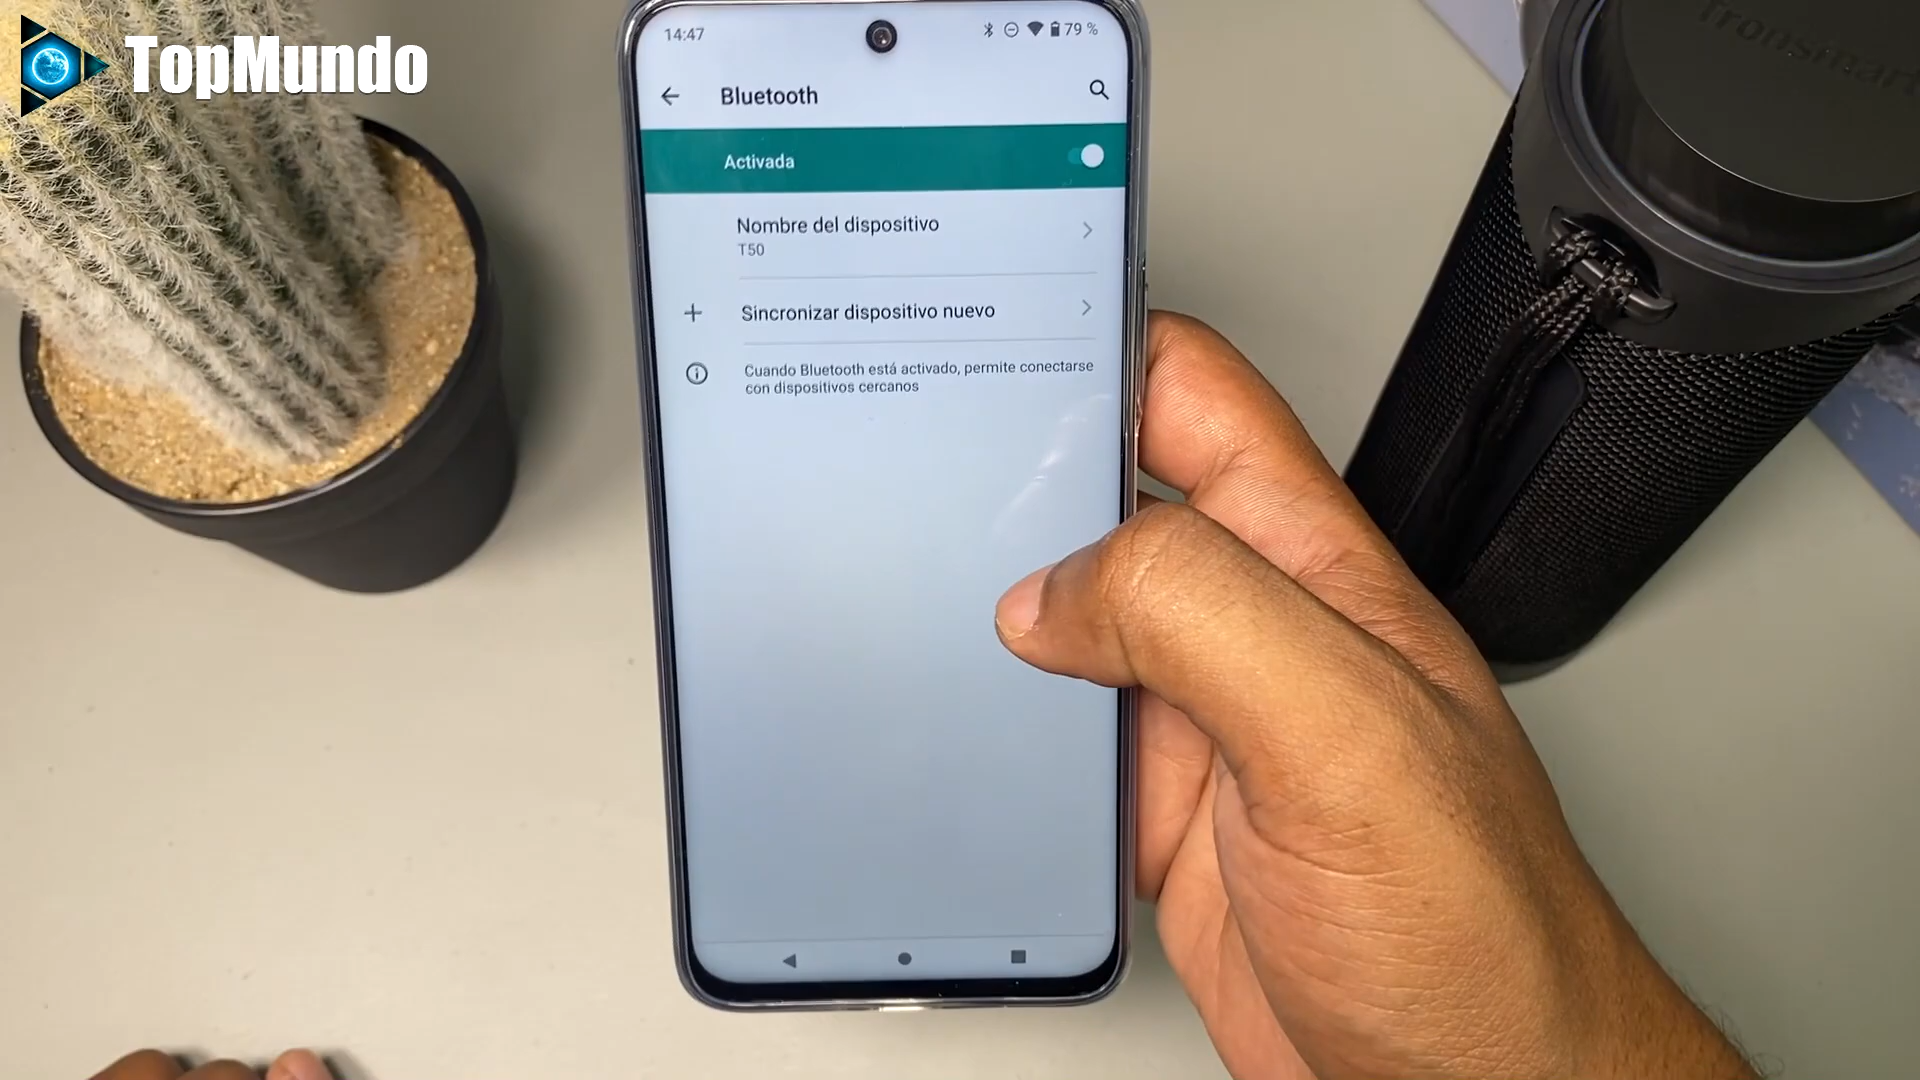 TopMundo
14:47
79 %
Bluetooth
Activada
Nombre del dispositivo
T50
Sincronizar dispositivo nuevo
Cuando Bluetooth está activado, permite conectarse
con dispositivos cercanos
Tronsmart